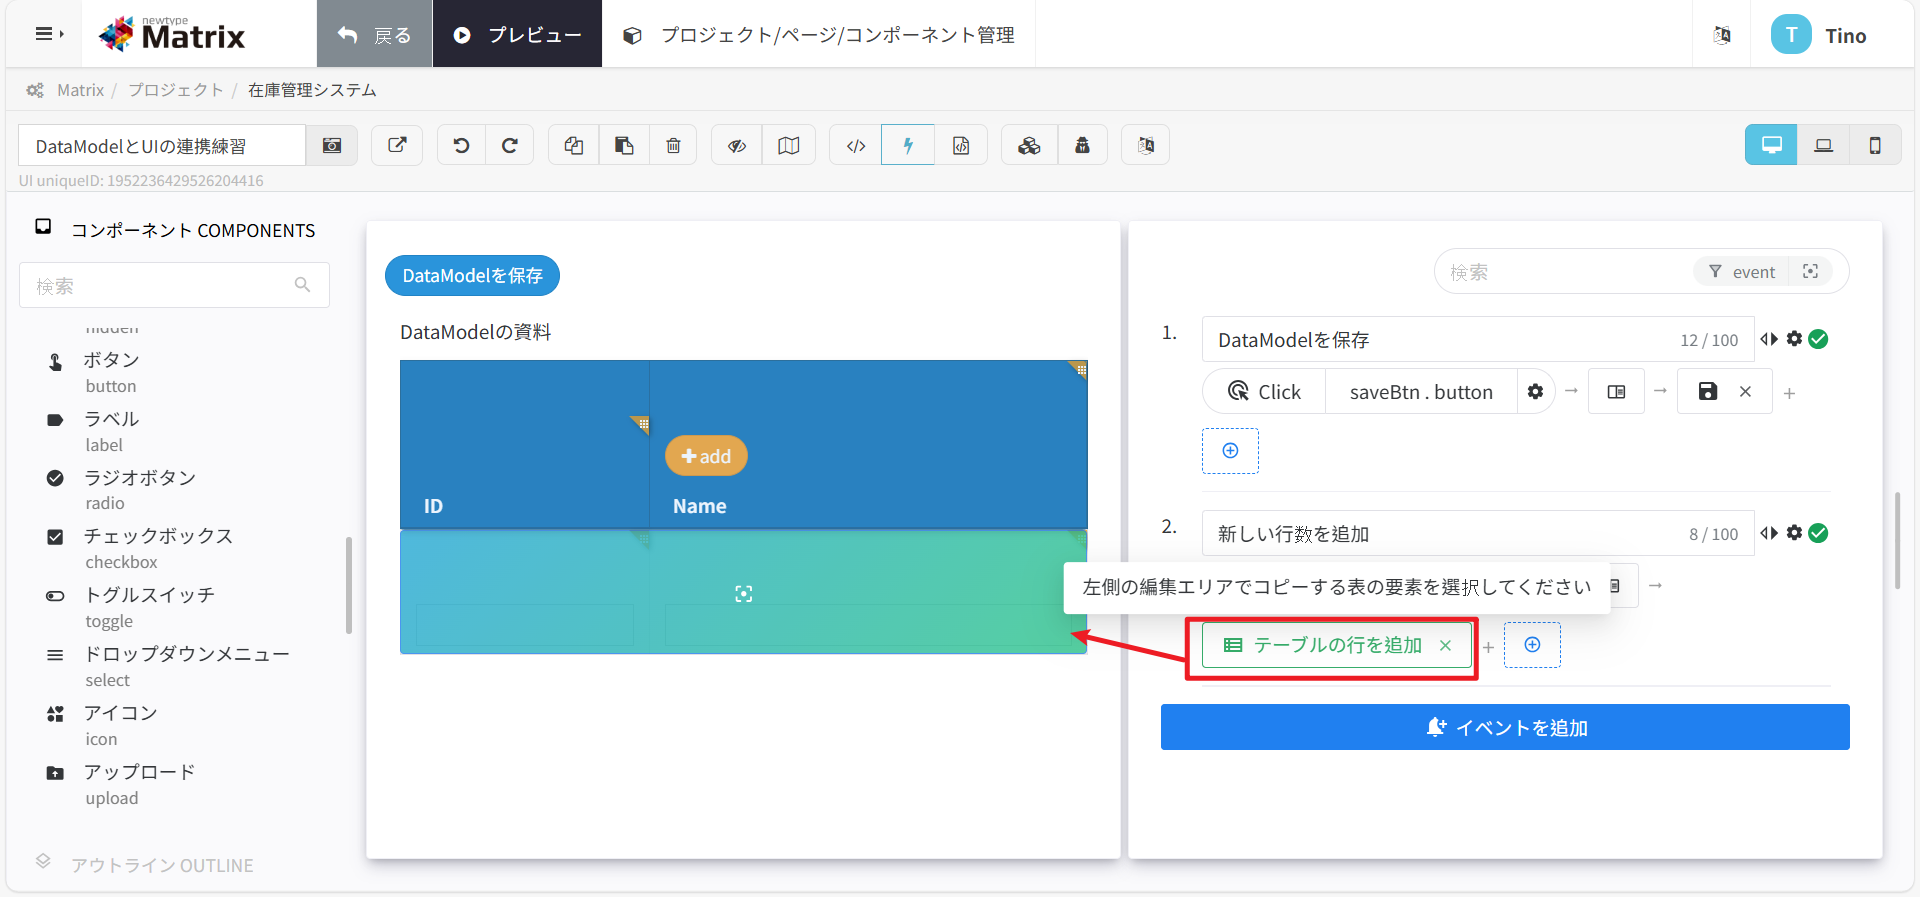 newtype
Matrix
戻る
プレビュー
プロジェクト/ページ/コンポーネント管理
T
Tino
Matrix / プロジェクト / 在庫管理システム
DataModelとUIの連携練習
UI uniqueID: 1952236429526204416
コンポーネント COMPONENTS
検索
hidden
ボタン
button
ラベル
label
ラジオボタン
radio
チェックボックス
checkbox
トグルスイッチ
toggle
ドロップダウンメニュー
select
アイコン
icon
アップロード
upload
アウトライン OUTLINE
DataModelを保存
DataModelの資料
add
ID
Name
検索
event
1.
DataModelを保存
12 / 100
Click
saveBtn . button
2.
新しい行数を追加
8 / 100
左側の編集エリアでコピーする表の要素を選択してください
テーブルの行を追加
イベントを追加